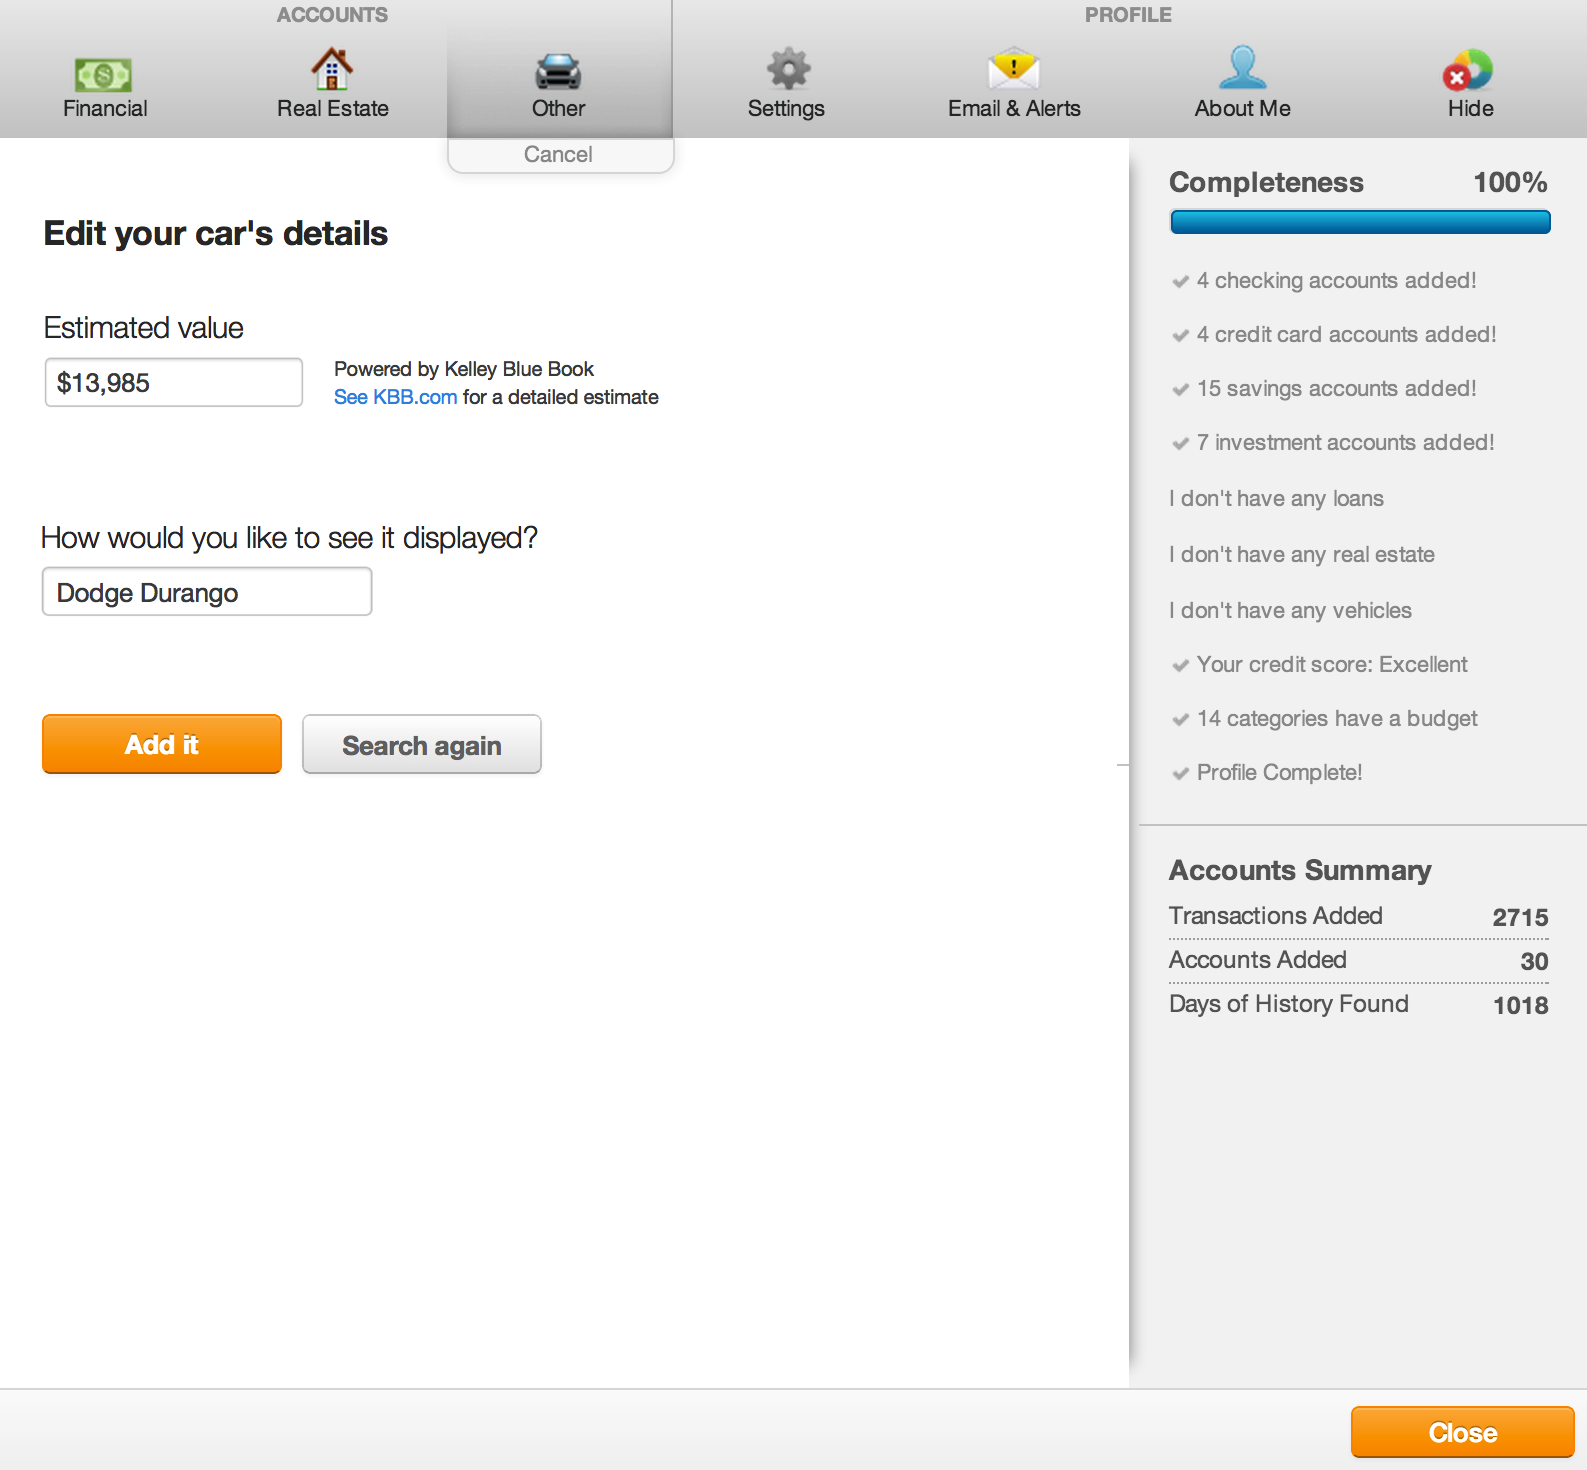 ACCOUNTS
PROFILE
Financial
Real Estate
Other
Settings
Email & Alerts
About Me
Hide
Cancel
Edit your car's details
Estimated value
$13,985
Powered by Kelley Blue Book
See KBB.com for a detailed estimate
How would you like to see it displayed?
Dodge Durango
Add it
Search again
Completeness 100%
4 checking accounts added!
4 credit card accounts added!
15 savings accounts added!
7 investment accounts added!
I don't have any loans
I don't have any real estate
I don't have any vehicles
Your credit score: Excellent
14 categories have a budget
Profile Complete!
Accounts Summary
Transactions Added 2715
Accounts Added 30
Days of History Found 1018
Close